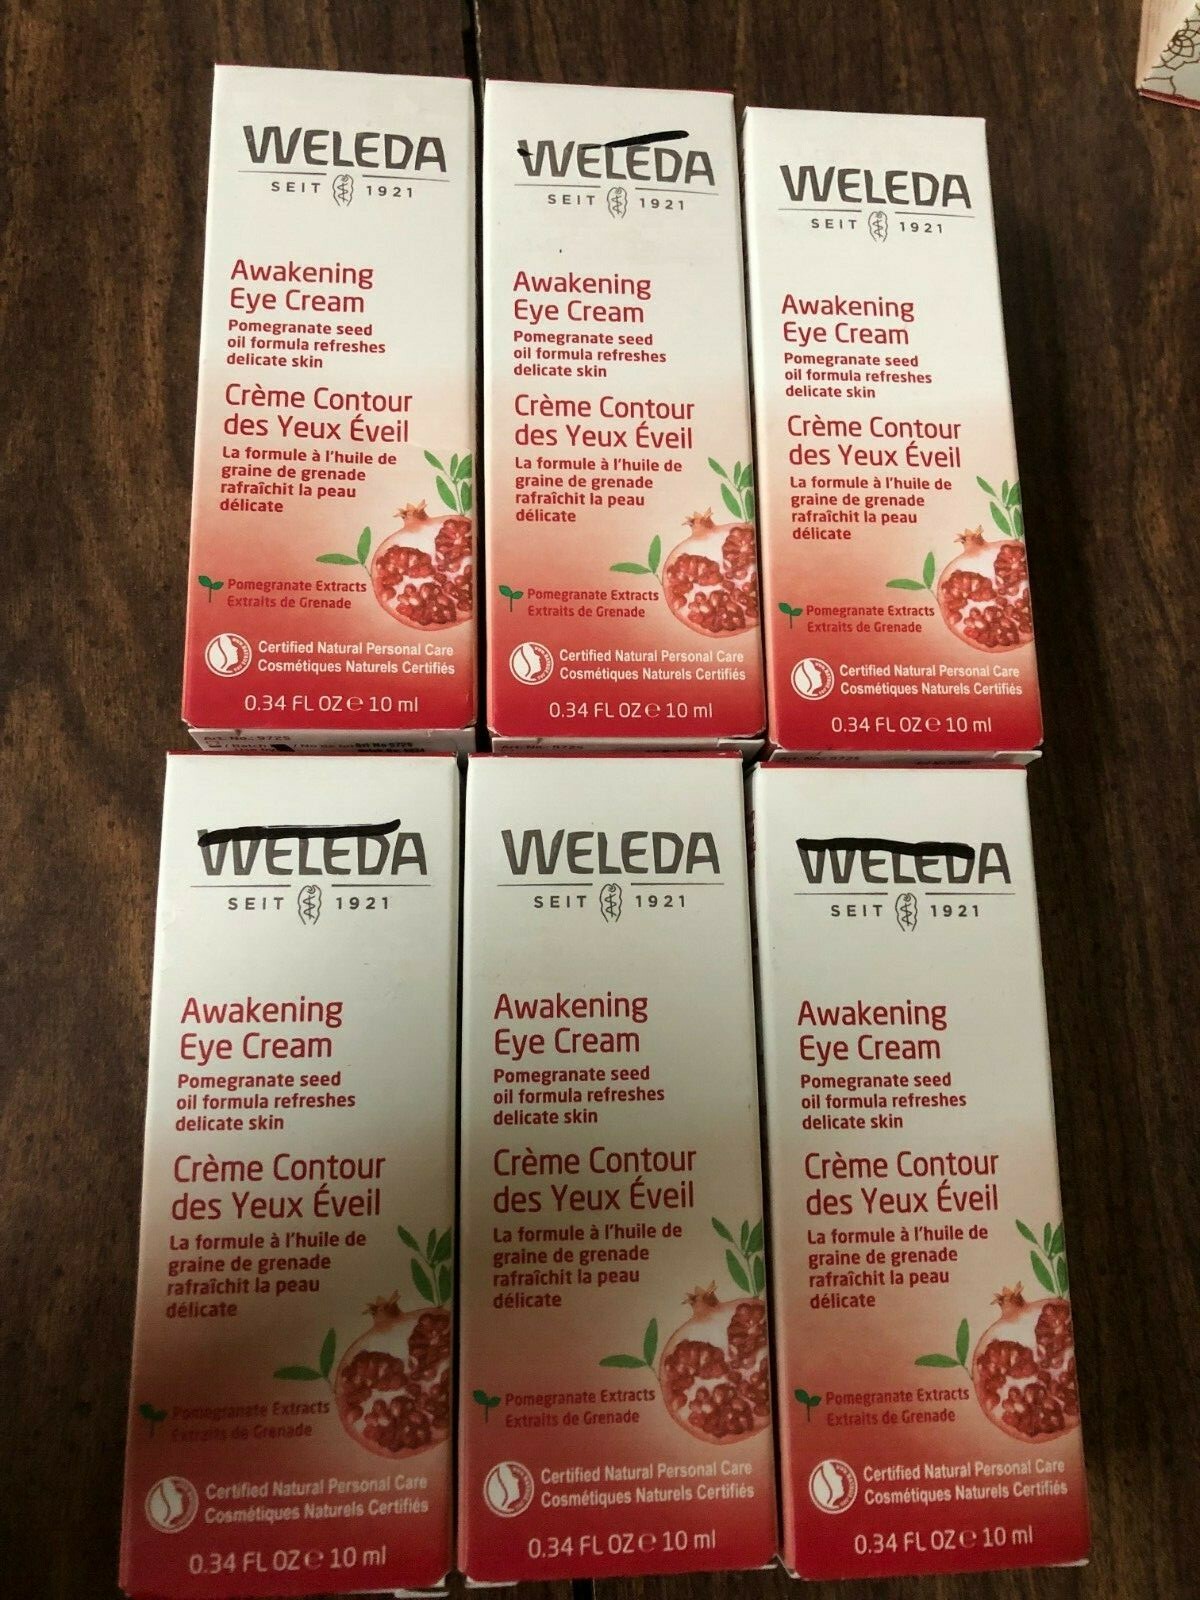 WELEDA
SEIT 1921
Awakening
Eye Cream
Pomegranate seed
oil formula refreshes
delicate skin
Crème Contour
des Yeux Éveil
La formule à l'huile de
graine de grenade
rafraîchit la peau
délicate
Pomegranate Extracts
Extraits de Grenade
Certified Natural Personal Care
Cosmétiques Naturels Certifiés
0.34 FL OZ e 10 ml
Art. No.: 9725
WELEDA
SEIT 1921
Awakening
Eye Cream
Pomegranate seed
oil formula refreshes
delicate skin
Crème Contour
des Yeux Éveil
La formule à l'huile de
graine de grenade
rafraîchit la peau
délicate
Pomegranate Extracts
Extraits de Grenade
Certified Natural Personal Care
Cosmétiques Naturels Certifiés
0.34 FL OZ e 10 ml
Art. No.: 9725
WELEDA
SEIT 1921
Awakening
Eye Cream
Pomegranate seed
oil formula refreshes
delicate skin
Crème Contour
des Yeux Éveil
La formule à l'huile de
graine de grenade
rafraîchit la peau
délicate
Pomegranate Extracts
Extraits de Grenade
Certified Natural Personal Care
Cosmétiques Naturels Certifiés
0.34 FL OZ e 10 ml
Art. No.: 9725
WELEDA
SEIT 1921
Awakening
Eye Cream
Pomegranate seed
oil formula refreshes
delicate skin
Crème Contour
des Yeux Éveil
La formule à l'huile de
graine de grenade
rafraîchit la peau
délicate
Pomegranate Extracts
Extraits de Grenade
Certified Natural Personal Care
Cosmétiques Naturels Certifiés
0.34 FL OZ e 10 ml
WELEDA
SEIT 1921
Awakening
Eye Cream
Pomegranate seed
oil formula refreshes
delicate skin
Crème Contour
des Yeux Éveil
La formule à l'huile de
graine de grenade
rafraîchit la peau
délicate
Pomegranate Extracts
Extraits de Grenade
Certified Natural Personal Care
Cosmétiques Naturels Certifiés
0.34 FL OZ e 10 ml
WELEDA
SEIT 1921
Awakening
Eye Cream
Pomegranate seed
oil formula refreshes
delicate skin
Crème Contour
des Yeux Éveil
La formule à l'huile de
graine de grenade
rafraîchit la peau
délicate
Pomegranate Extracts
Extraits de Grenade
Certified Natural Personal Care
Cosmétiques Naturels Certifiés
0.34 FL OZ e 10 ml